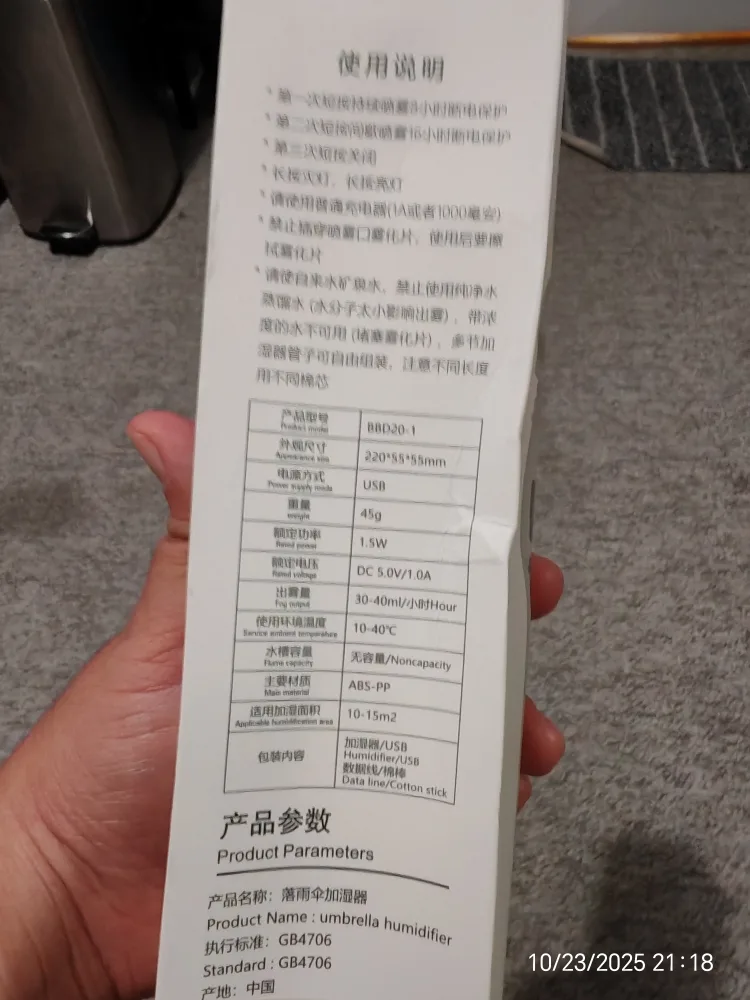 使用说明
* 第一次短按持续喷雾8小时断电保护
* 第二次短按间歇喷雾16小时断电保护
* 第三次短按关闭
* 长按灭灯，长按亮灯
* 请使用普通充电器(1A或者1000毫安)
* 禁止插穿喷雾口雾化片，使用后要擦
拭雾化片
* 请使自来水矿泉水，禁止使用纯净水
蒸馏水 (水分子太小影响出雾)，带浓
度的水不可用 (堵塞雾化片)，多节加
湿器管子可自由组装，注意不同长度
用不同棉芯
产品型号 BBD20-1
Product model
外观尺寸 220*55*55mm
Appearance size
电源方式 USB
Power supply mode
重量 45g
weight
额定功率 1.5W
Rated power
额定电压 DC 5.0V/1.0A
Rated voltage
出雾量 30-40ml/小时Hour
Fog output
使用环境温度 10-40℃
Service ambient temperature
水槽容量 无容量/Noncapacity
Flume capacity
主要材质 ABS-PP
Main material
适用加湿面积 10-15m2
Applicable humidification area
包装内容 加湿器/USB
Humidifier/USB
数据线/棉棒
Data line/Cotton stick
产品参数
Product Parameters
产品名称：落雨伞加湿器
Product Name : umbrella humidifier
执行标准：GB4706
Standard : GB4706
产地：中国
10/23/2025 21:18